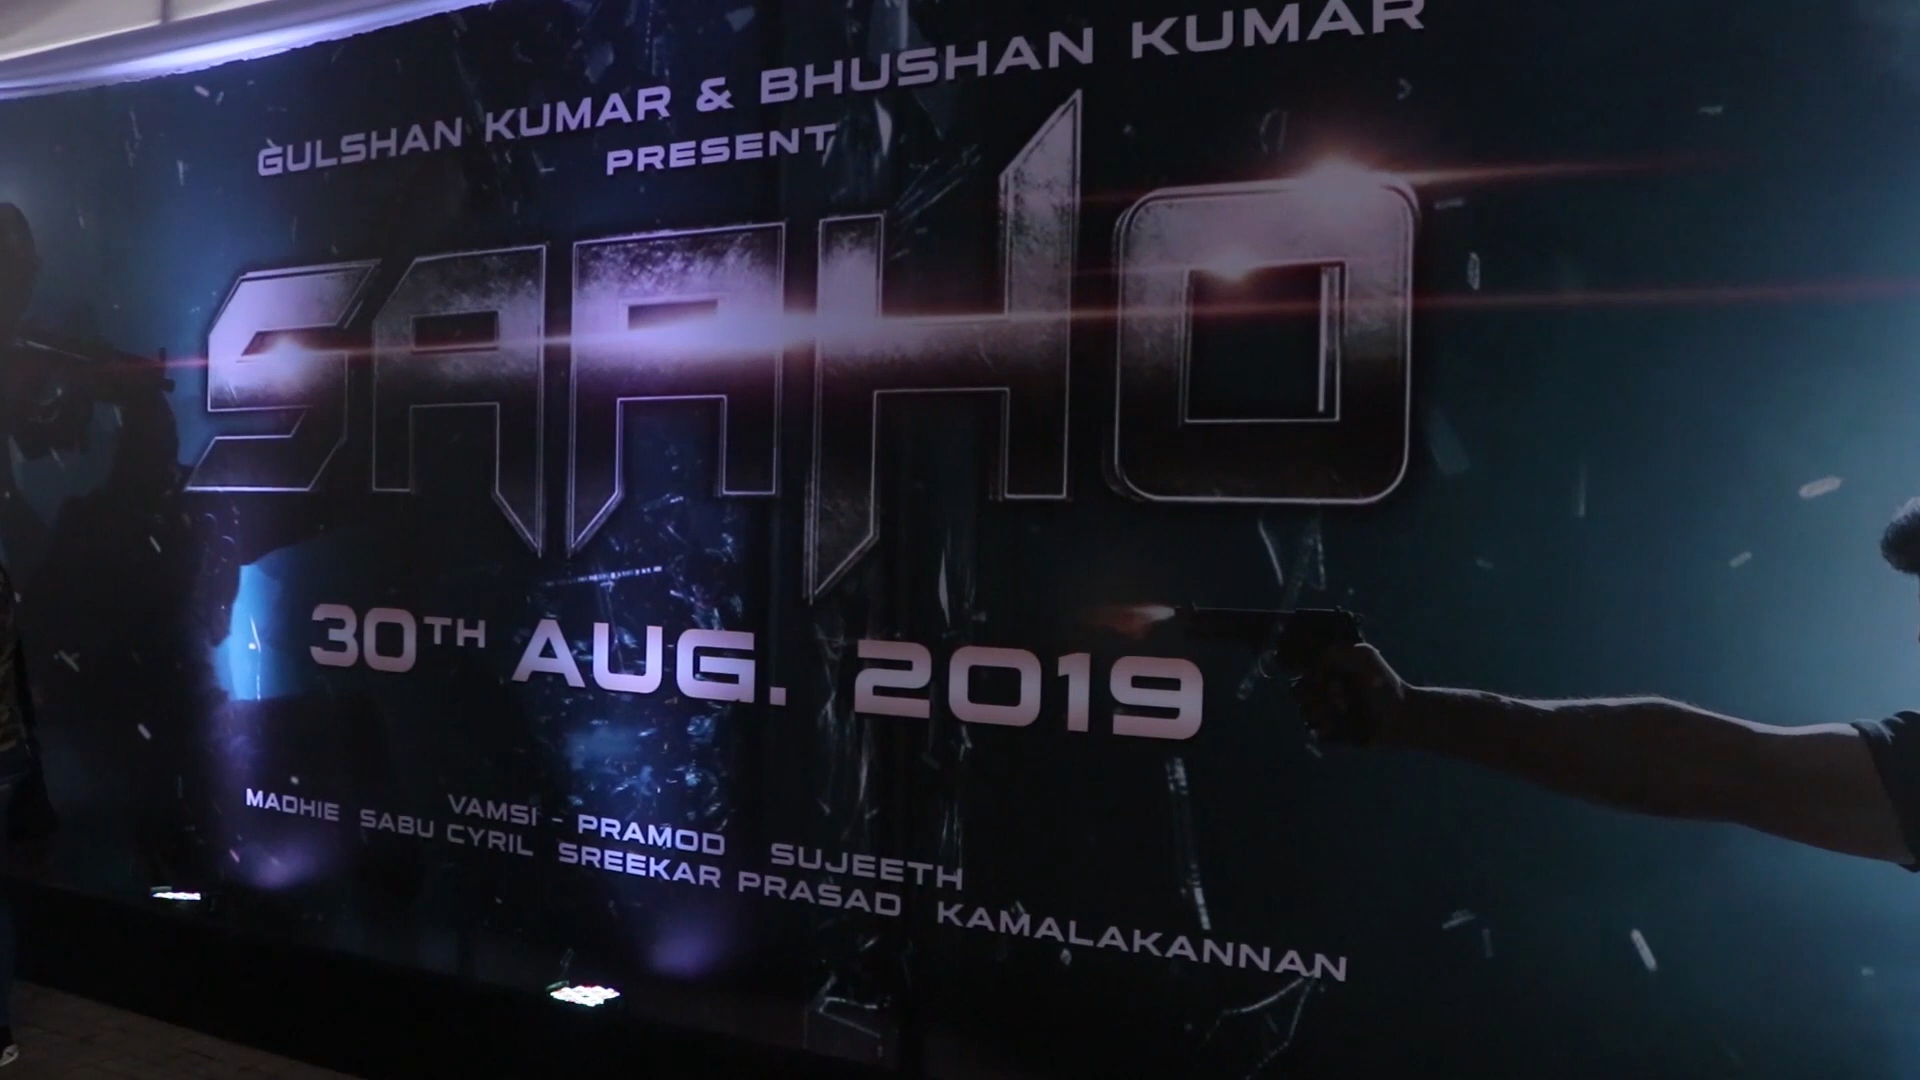 GULSHAN KUMAR & BHUSHAN KUMAR
PRESENT
SAAHO
30TH AUG. 2019
VAMSI - PRAMOD SUJEETH
MADHIE SABU CYRIL SREEKAR PRASAD KAMALAKANNAN